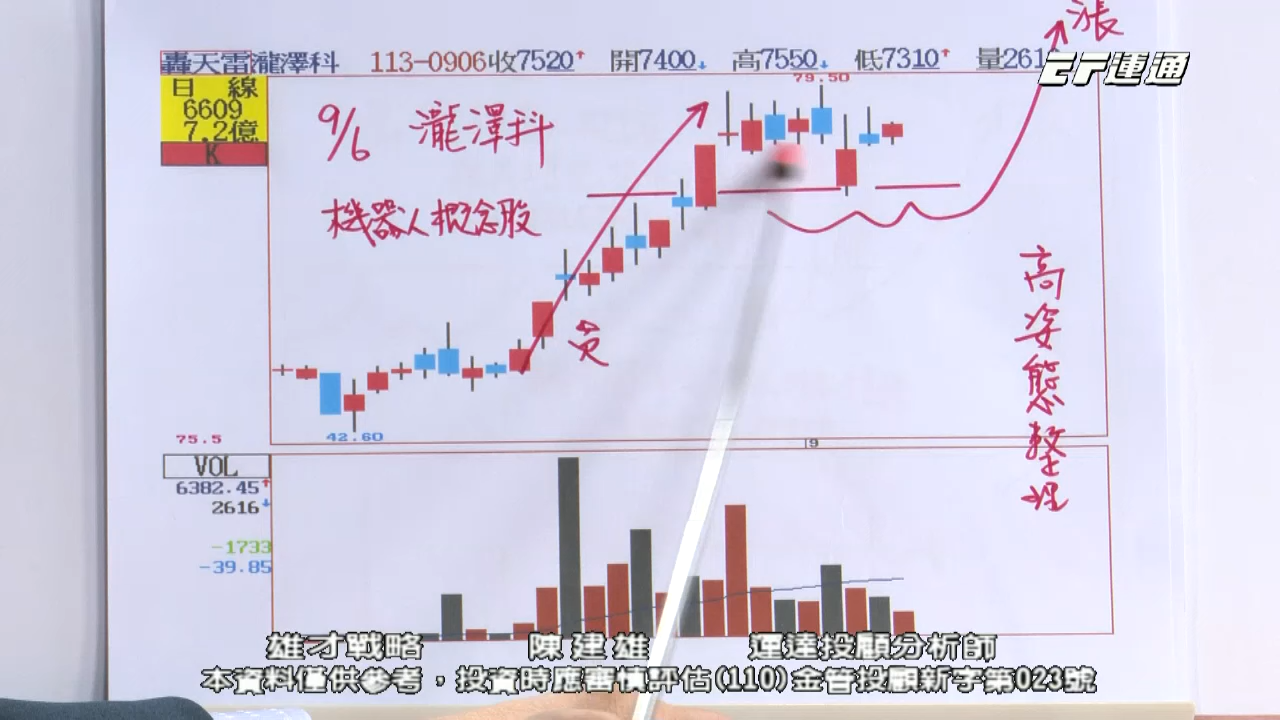 漲
轟天雷瀧澤科 113-0906收7520↑ 開7400↓ 高7550↓ 低7310↑ 量261
EF運通
日 線
6609
7.2億
K
79.50
9/6 瀧澤科
機器人概念股
買
高姿態整理
42.60
75.5
9
VOL
6382.45↑
2616↓
-1733
-39.85
雄才戰略 陳建雄 運達投顧分析師
本資料僅供參考，投資時應審慎評估(110)金管投顧新字第023號